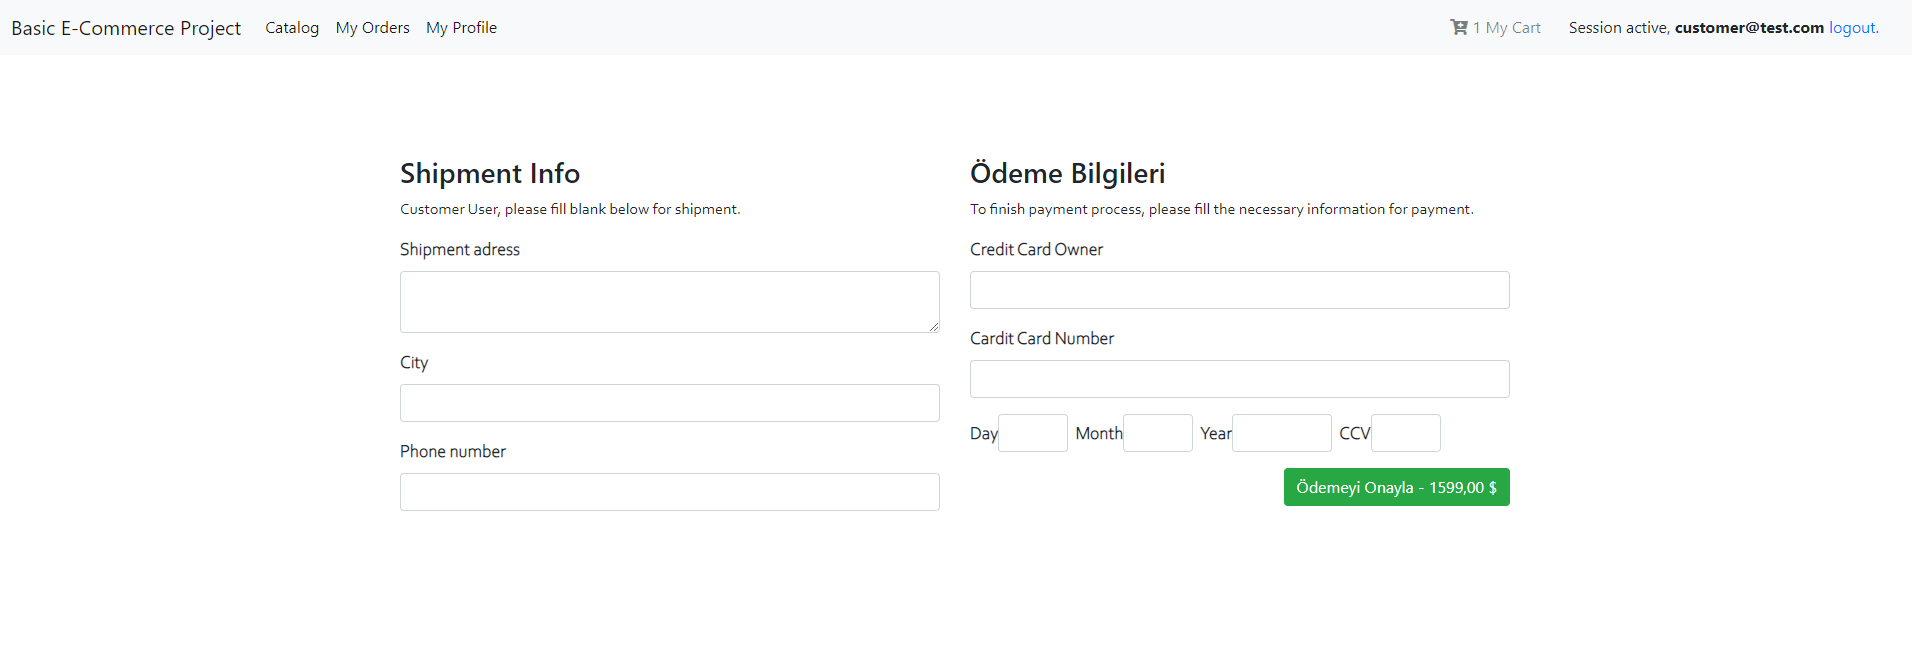 Basic E-Commerce Project Catalog My Orders My Profile 1 My Cart Session active, customer@test.com logout.
Shipment Info
Customer User, please fill blank below for shipment.
Shipment adress
City
Phone number
Ödeme Bilgileri
To finish payment process, please fill the necessary information for payment.
Credit Card Owner
Cardit Card Number
Day Month Year CCV
Ödemeyi Onayla - 1599,00 $